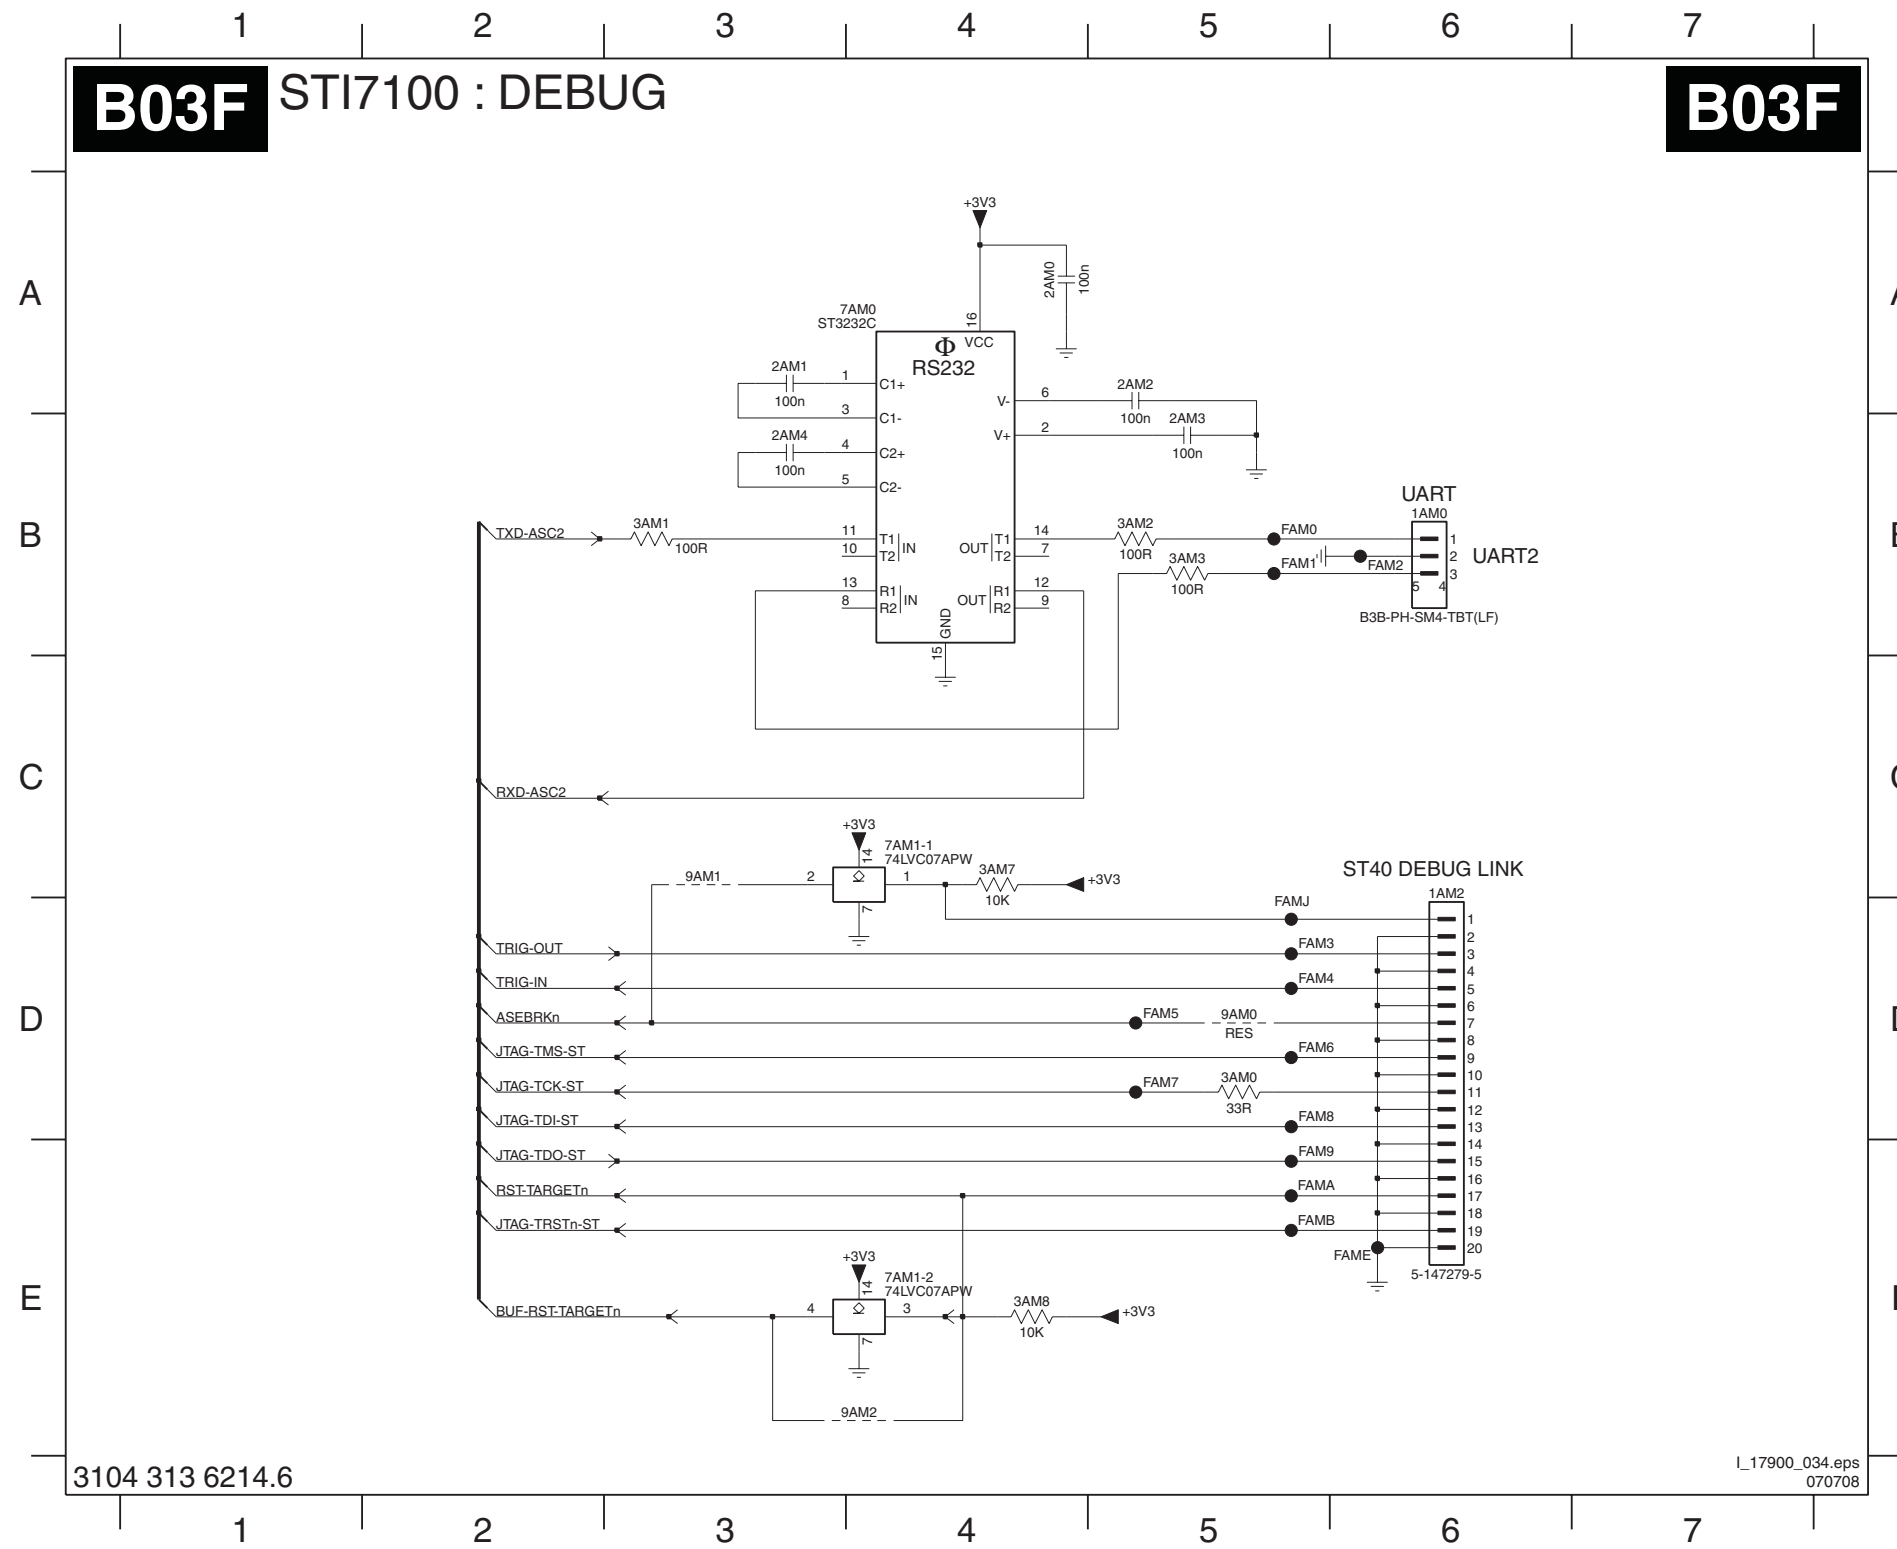 1 2 3 4 5 6 7
B03F STI7100 : DEBUG B03F
+3V3
A
2AM0
100n
A
7AM0
ST3232C
16
VCC
Φ
RS232
2AM1
100n
1
C1+
3
C1-
2AM4
100n
4
C2+
5
C2-
V- 6
2AM2
100n
V+ 2
2AM3
100n
B
TXD-ASC2
3AM1
100R
11
T1
IN
10
T2
OUT
T1
14
T2
7
3AM2
100R
FAM0
3AM3
100R
FAM1
FAM2
UART
1AM0
1
2
3
5 4
UART2
B3B-PH-SM4-TBT(LF)
13
R1
IN
8
R2
OUT
R1
12
R2
9
GND
15
C
RXD-ASC2
+3V3
14
7AM1-1
74LVC07APW
9AM1
2
1
7
3AM7
10K
+3V3
ST40 DEBUG LINK
1AM2
FAMJ
1
2
TRIG-OUT
FAM3
3
4
TRIG-IN
FAM4
5
6
D
ASEBRKn
FAM5
9AM0
RES
7
8
JTAG-TMS-ST
FAM6
9
10
JTAG-TCK-ST
FAM7
3AM0
33R
11
12
JTAG-TDI-ST
FAM8
13
14
JTAG-TDO-ST
FAM9
15
16
RST-TARGETn
FAMA
17
18
JTAG-TRSTn-ST
FAMB
19
FAME
20
5-147279-5
E
+3V3
14
7AM1-2
74LVC07APW
BUF-RST-TARGETn
4
3
7
3AM8
10K
+3V3
9AM2
3104 313 6214.6
I_17900_034.eps
070708
1 2 3 4 5 6 7